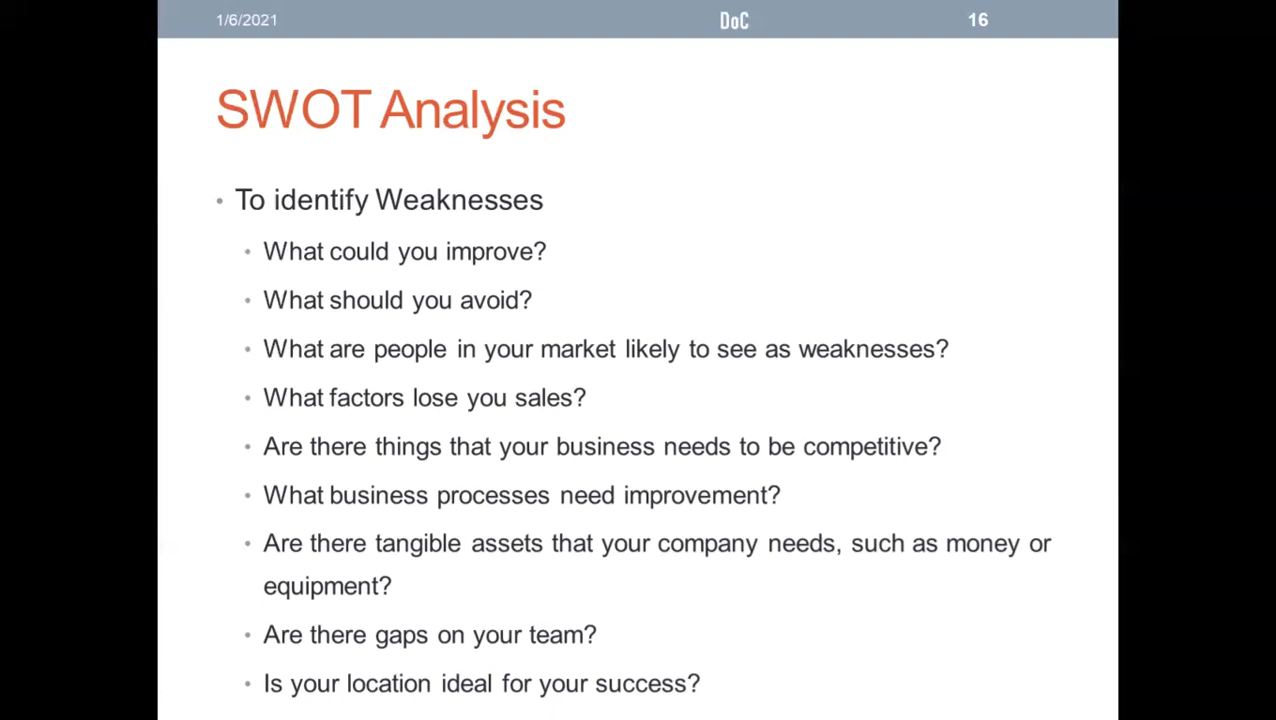 1/6/2021 DoC 16
SWOT Analysis
• To identify Weaknesses
• What could you improve?
• What should you avoid?
• What are people in your market likely to see as weaknesses?
• What factors lose you sales?
• Are there things that your business needs to be competitive?
• What business processes need improvement?
• Are there tangible assets that your company needs, such as money or
equipment?
• Are there gaps on your team?
• Is your location ideal for your success?